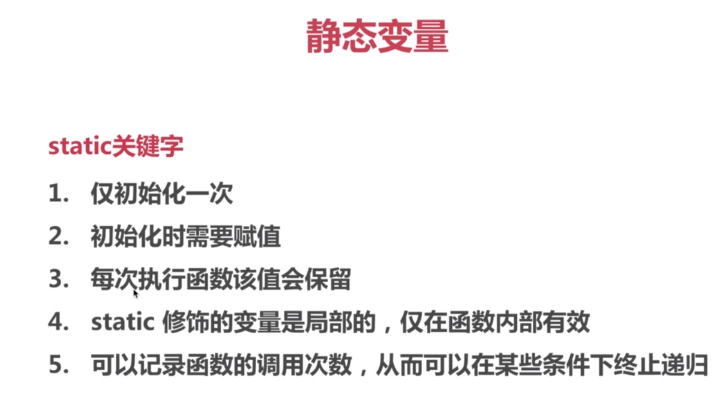 静态变量
static关键字
1. 仅初始化一次
2. 初始化时需要赋值
3. 每次执行函数该值会保留
4. static 修饰的变量是局部的，仅在函数内部有效
5. 可以记录函数的调用次数，从而可以在某些条件下终止递归